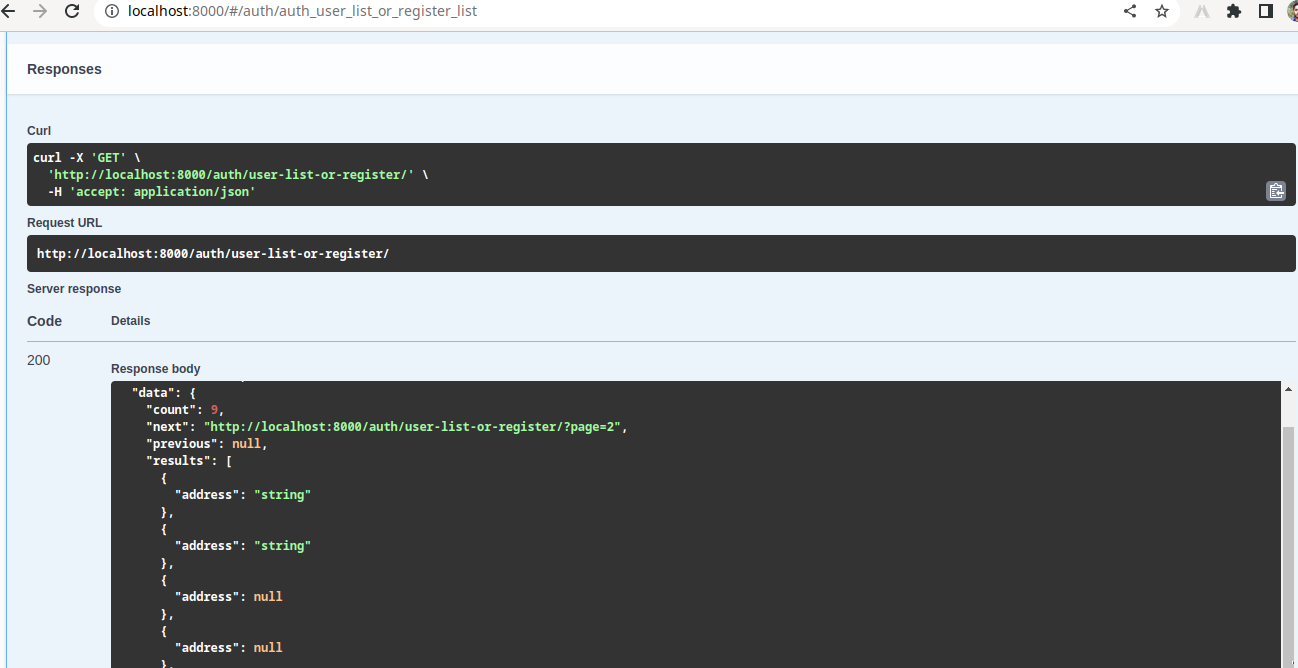 localhost:8000/#/auth/auth_user_list_or_register_list
Responses
Curl
curl -X 'GET' \
'http://localhost:8000/auth/user-list-or-register/' \
-H 'accept: application/json'
Request URL
http://localhost:8000/auth/user-list-or-register/
Server response
Code Details
200
Response body
"data": {
"count": 9,
"next": "http://localhost:8000/auth/user-list-or-register/?page=2",
"previous": null,
"results": [
{
"address": "string"
},
{
"address": "string"
},
{
"address": null
},
{
"address": null
},